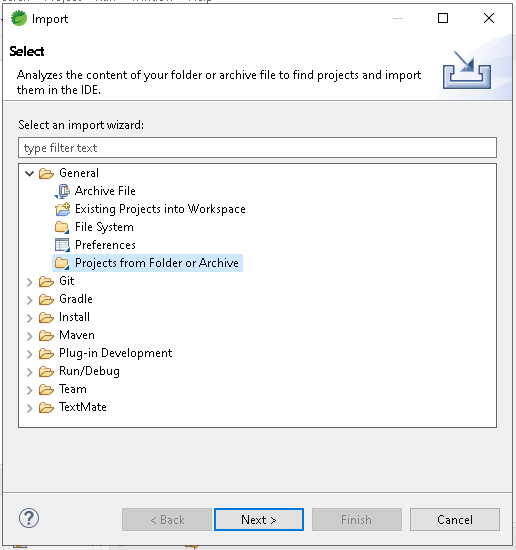 Import
Select
Analyzes the content of your folder or archive file to find projects and import
them in the IDE.
Select an import wizard:
type filter text
General
Archive File
Existing Projects into Workspace
File System
Preferences
Projects from Folder or Archive
Git
Gradle
Install
Maven
Plug-in Development
Run/Debug
Team
TextMate
? < Back Next > Finish Cancel